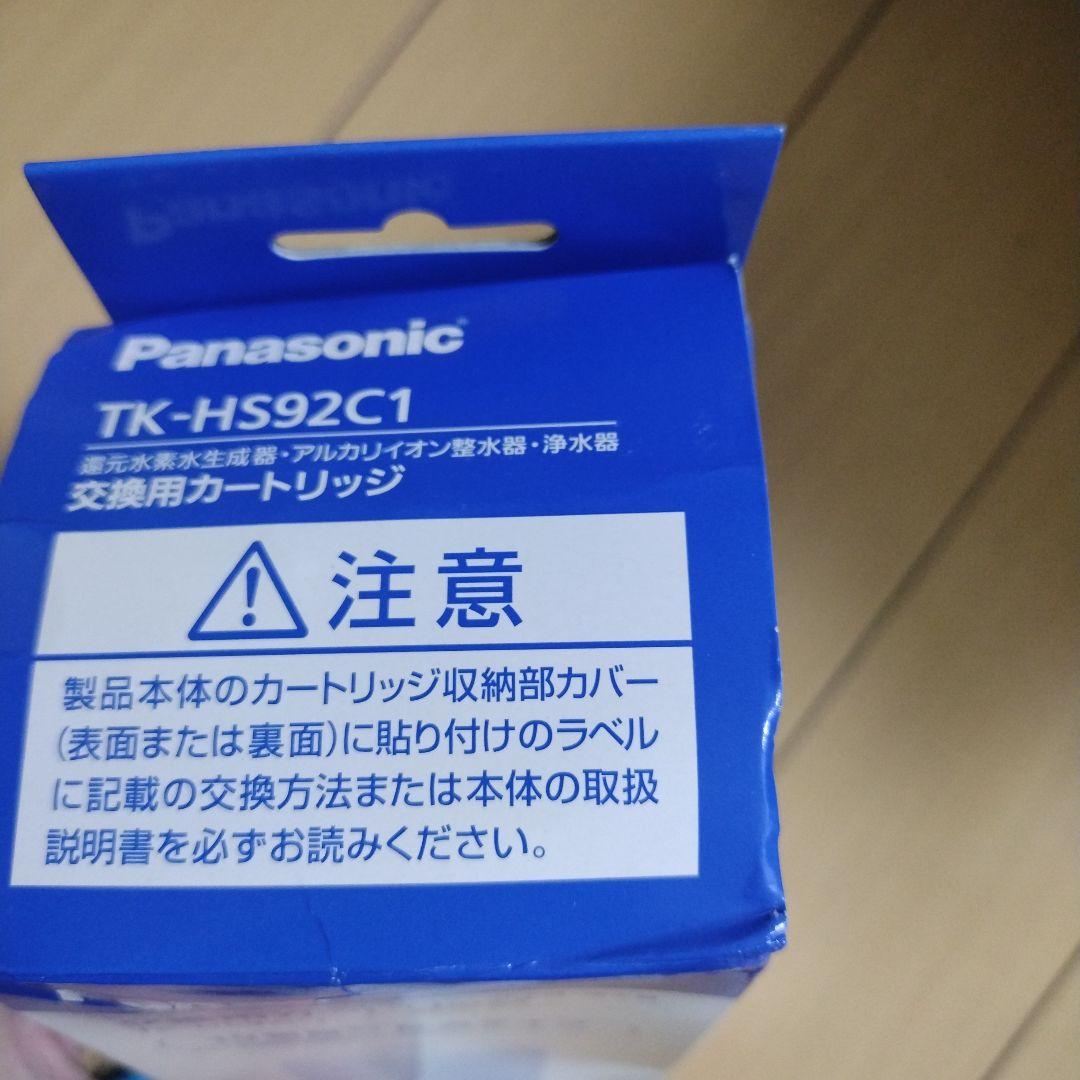 Panasonic
TK-HS92C1
還元水素水生成器・アルカリイオン整水器・浄水器
交換用カートリッジ
注意
製品本体のカートリッジ収納部カバー
(表面または裏面)に貼り付けのラベル
に記載の交換方法または本体の取扱
説明書を必ずお読みください。